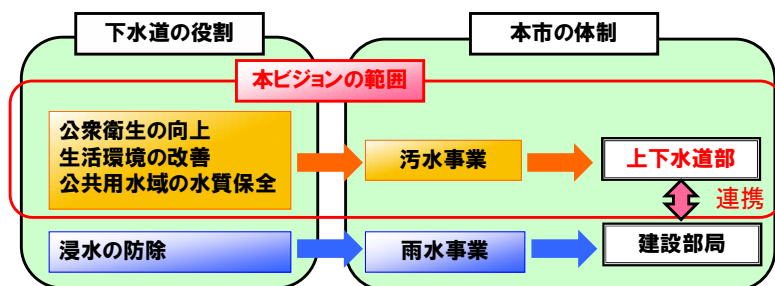 下水道の役割
本市の体制
本ビジョンの範囲
公衆衛生の向上
生活環境の改善
公共用水域の水質保全
汚水事業
上下水道部
連携
浸水の防除
雨水事業
建設部局